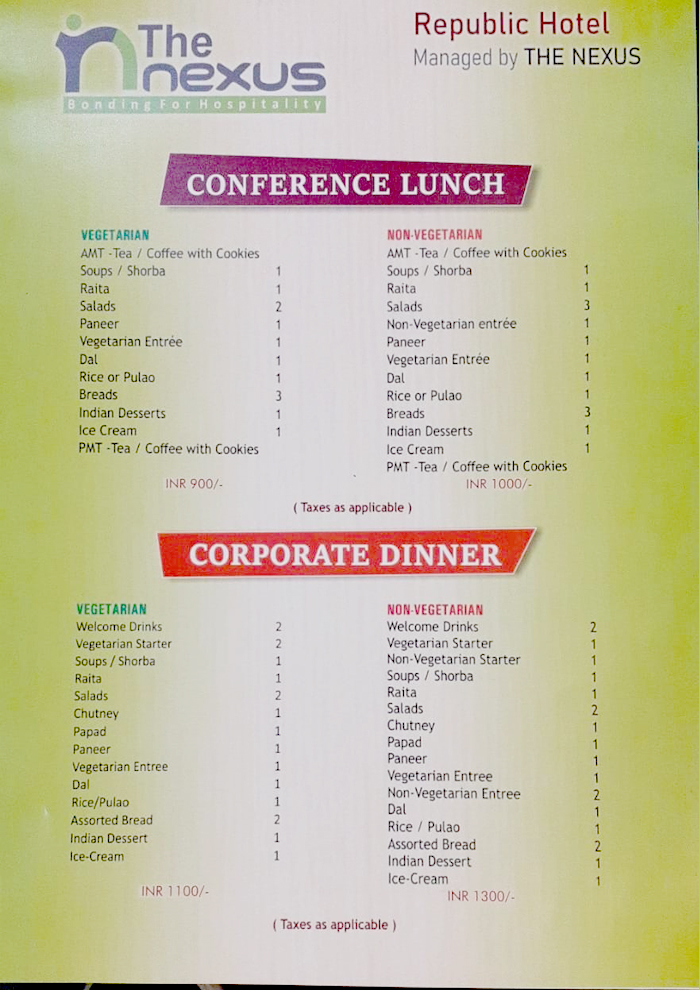 The
nexus
Bonding For Hospitality
Republic Hotel
Managed by THE NEXUS
CONFERENCE LUNCH
VEGETARIAN
AMT -Tea / Coffee with Cookies
Soups / Shorba 1
Raita 1
Salads 2
Paneer 1
Vegetarian Entrée 1
Dal 1
Rice or Pulao 1
Breads 3
Indian Desserts 1
Ice Cream 1
PMT -Tea / Coffee with Cookies
INR 900/-
NON-VEGETARIAN
AMT -Tea / Coffee with Cookies
Soups / Shorba 1
Raita 1
Salads 3
Non-Vegetarian entrée 1
Paneer 1
Vegetarian Entrée 1
Dal 1
Rice or Pulao 1
Breads 3
Indian Desserts 1
Ice Cream 1
PMT -Tea / Coffee with Cookies
INR 1000/-
( Taxes as applicable )
CORPORATE DINNER
VEGETARIAN
Welcome Drinks 2
Vegetarian Starter 2
Soups / Shorba 1
Raita 1
Salads 2
Chutney 1
Papad 1
Paneer 1
Vegetarian Entree 1
Dal 1
Rice/Pulao 1
Assorted Bread 2
Indian Dessert 1
Ice-Cream 1
INR 1100/-
NON-VEGETARIAN
Welcome Drinks 2
Vegetarian Starter 1
Non-Vegetarian Starter 1
Soups / Shorba 1
Raita 1
Salads 2
Chutney 1
Papad 1
Paneer 1
Vegetarian Entree 1
Non-Vegetarian Entree 2
Dal 1
Rice / Pulao 1
Assorted Bread 2
Indian Dessert 1
Ice-Cream 1
INR 1300/-
( Taxes as applicable )